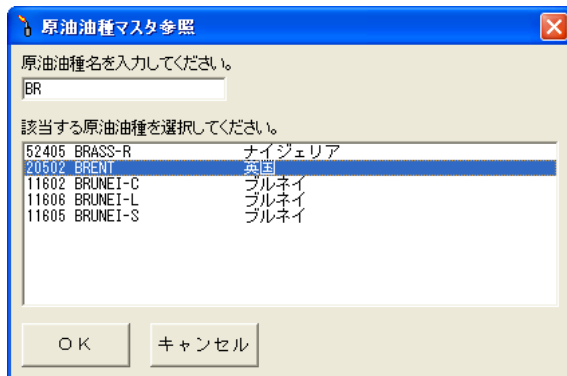 原油油種マスタ参照
原油油種名を入力してください。
BR
該当する原油油種を選択してください。
52405 BRASS-R ナイジェリア
20502 BRENT 英国
11602 BRUNEI-C ブルネイ
11606 BRUNEI-L ブルネイ
11605 BRUNEI-S ブルネイ
ＯＫ キャンセル